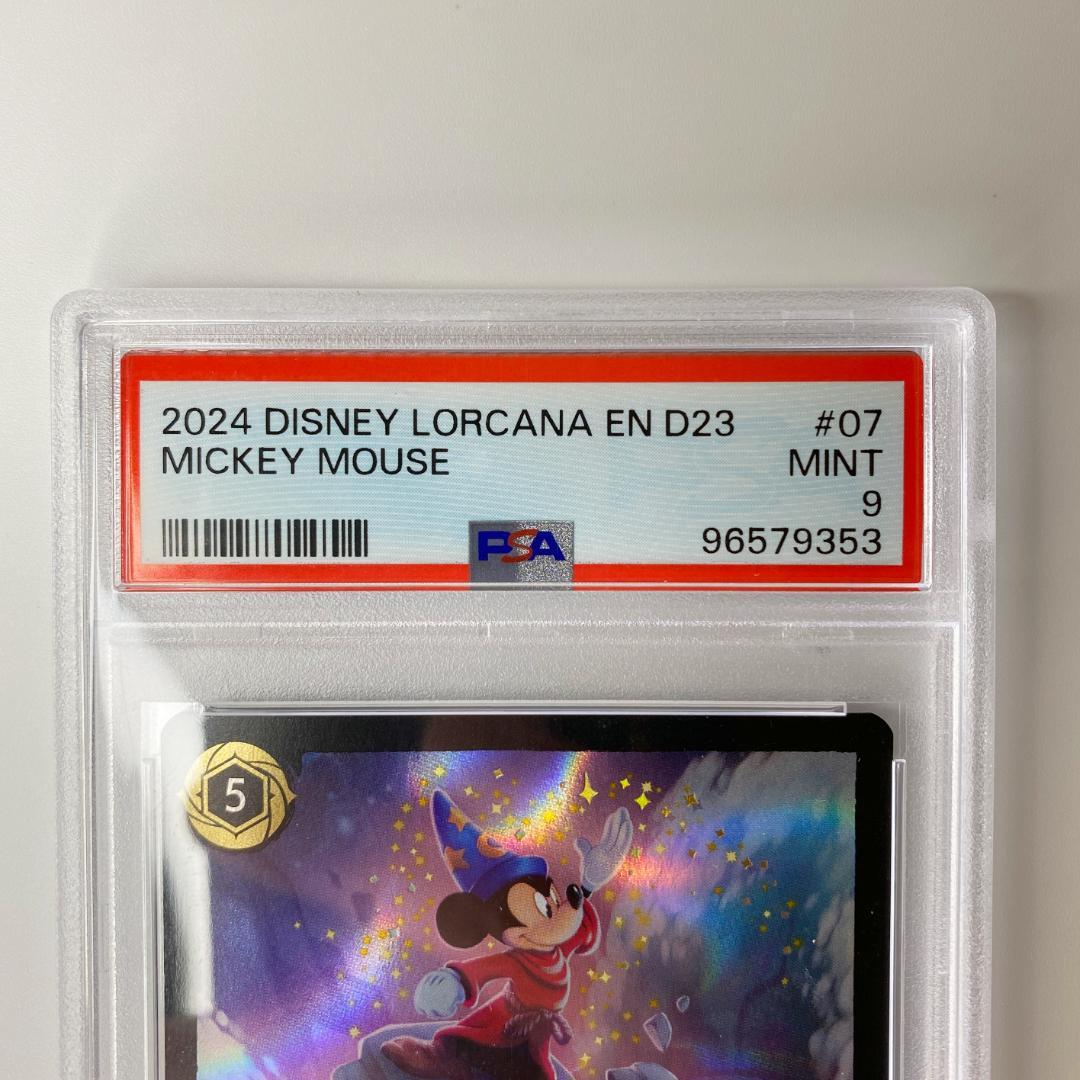 2024 DISNEY LORCANA EN D23 #07
MICKEY MOUSE MINT
9
PSA 96579353
5